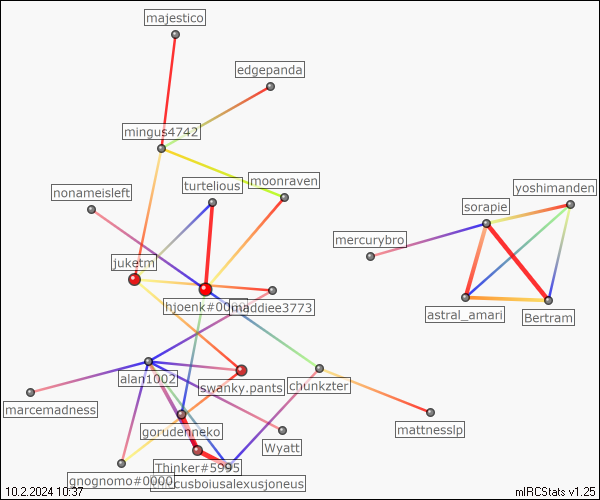 majestico
edgepanda
mingus4742
nonameisleft
turtelious
moonraven
yoshimanden
sorapie
mercurybro
juketm
hjoenk#00
maddiee3773
astral_amari
Bertram
alan1002
swanky.pants
chunkzter
marcemadness
mattnesslp
gorudenneko
Wyatt
Thinker#5995
gnognomo#0000
cusboiusalexusjoneus
10.2.2024 10:37
mIRCStats v1.25